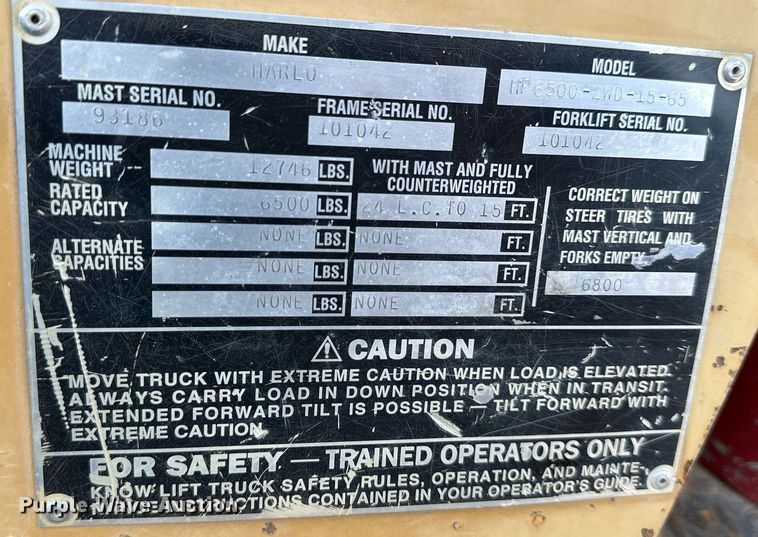 MAKE
HARLO
MODEL
HP6500-2WD-15-65
MAST SERIAL NO.
93186
FRAME SERIAL NO.
101042
FORKLIFT SERIAL NO.
101042
MACHINE
WEIGHT
12746 LBS.
WITH MAST AND FULLY
COUNTERWEIGHTED
RATED
CAPACITY
6500 LBS.
24 L.C.TO 15 FT.
CORRECT WEIGHT ON
STEER TIRES WITH
MAST VERTICAL AND
FORKS EMPTY
6800
ALTERNATE
CAPACITIES
NONE LBS. NONE FT.
NONE LBS. NONE FT.
NONE LBS. NONE FT.
⚠ CAUTION
MOVE TRUCK WITH EXTREME CAUTION WHEN LOAD IS ELEVATED
ALWAYS CARRY LOAD IN DOWN POSITION WHEN IN TRANSIT.
EXTENDED FORWARD TILT IS POSSIBLE — TILT FORWARD WITH
EXTREME CAUTION
FOR SAFETY — TRAINED OPERATORS ONLY
KNOW LIFT TRUCK SAFETY RULES, OPERATION, AND MAINTE-
INSTRUCTIONS CONTAINED IN YOUR OPERATOR'S GUIDE.
Purple Wave Auction